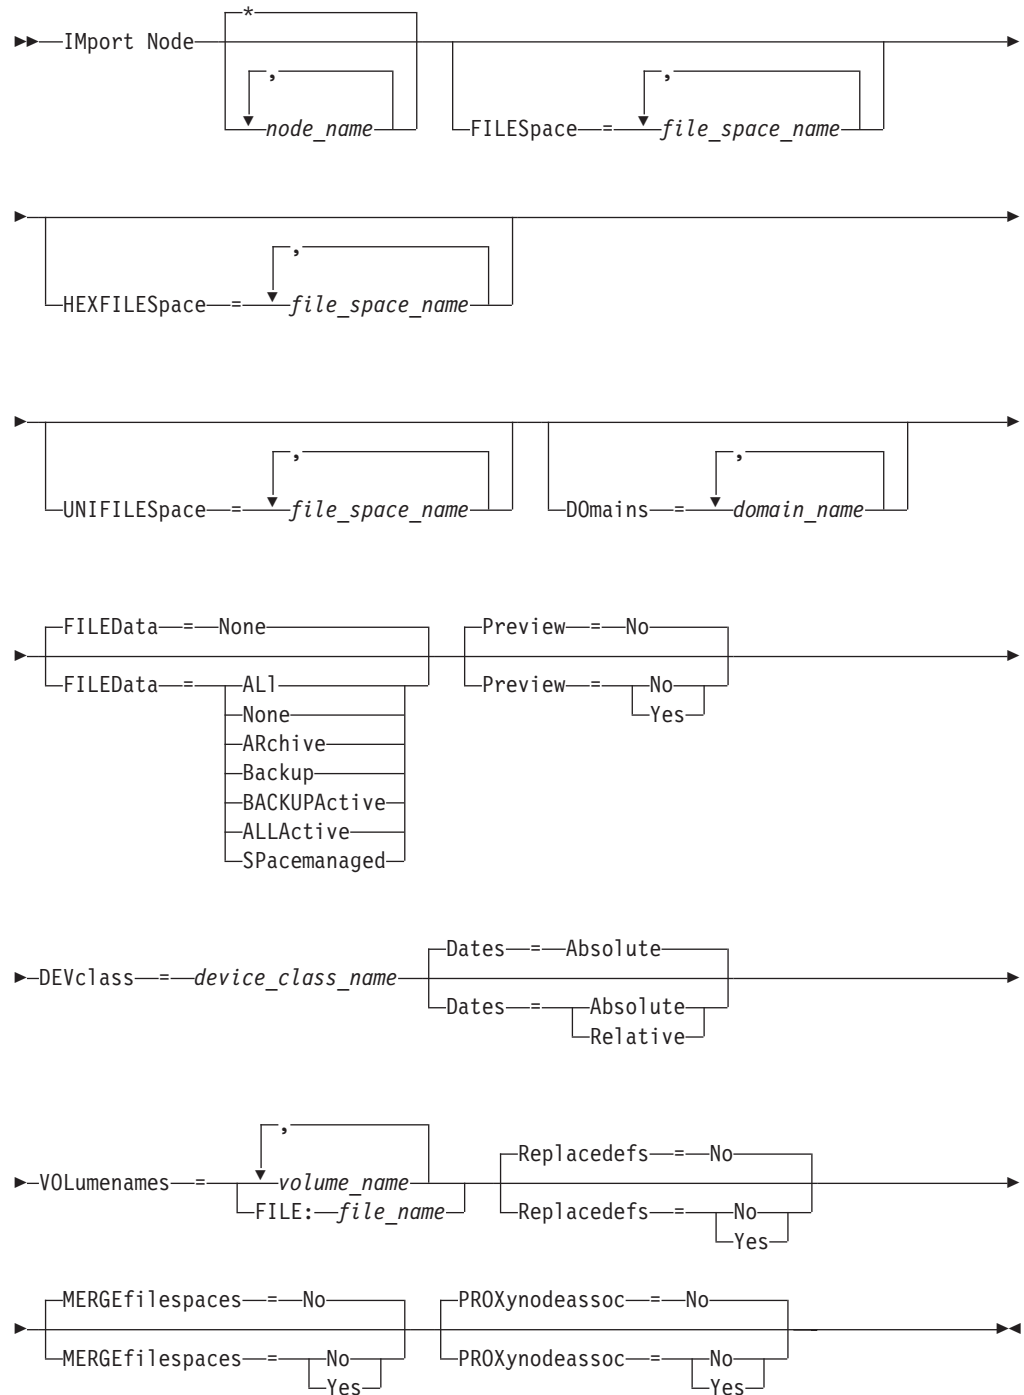 *
IMport Node
,
,
node_name
FILESpace = file_space_name
,
HEXFILESpace = file_space_name
,
,
UNIFILESpace = file_space_name
DOmains = domain_name
FILEData = None
Preview = No
FILEData = ALl
Preview = No
None
Yes
ARchive
Backup
BACKUPActive
ALLActive
SPacemanaged
Dates = Absolute
DEVclass = device_class_name
Dates = Absolute
Relative
,
Replacedefs = No
VOLumenames = volume_name
FILE: file_name
Replacedefs = No
Yes
MERGEfilespaces = No
PROXynodeassoc = No
MERGEfilespaces = No
PROXynodeassoc = No
Yes
Yes